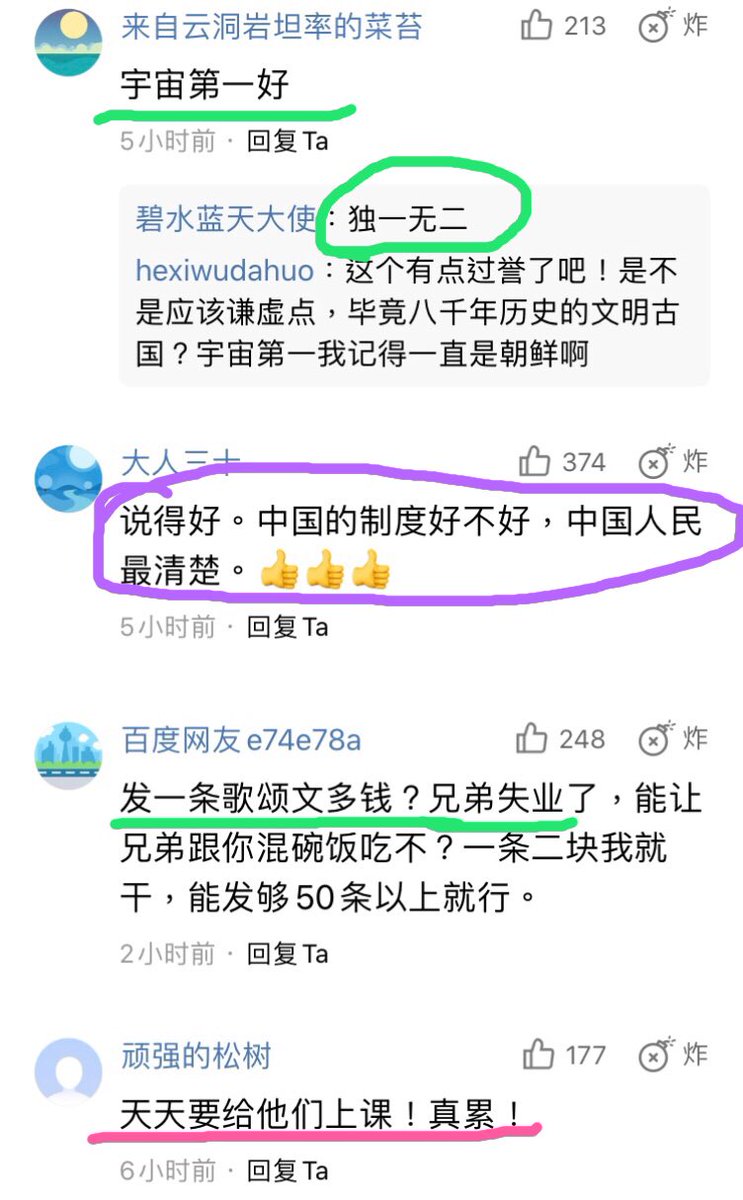 来自云洞岩坦率的菜苔 213 炸
宇宙第一好
5小时前 · 回复Ta
碧水蓝天大使：独一无二
hexiwudahuo：这个有点过誉了吧！是不
是应该谦虚点，毕竟八千年历史的文明古
国？宇宙第一我记得一直是朝鲜啊
大人三十 374 炸
说得好。中国的制度好不好，中国人民
最清楚。👍👍👍
5小时前 · 回复Ta
百度网友e74e78a 248 炸
发一条歌颂文多钱？兄弟失业了，能让
兄弟跟你混碗饭吃不？一条二块我就
干，能发够50条以上就行。
2小时前 · 回复Ta
顽强的松树 177 炸
天天要给他们上课！真累！
6小时前 · 回复Ta